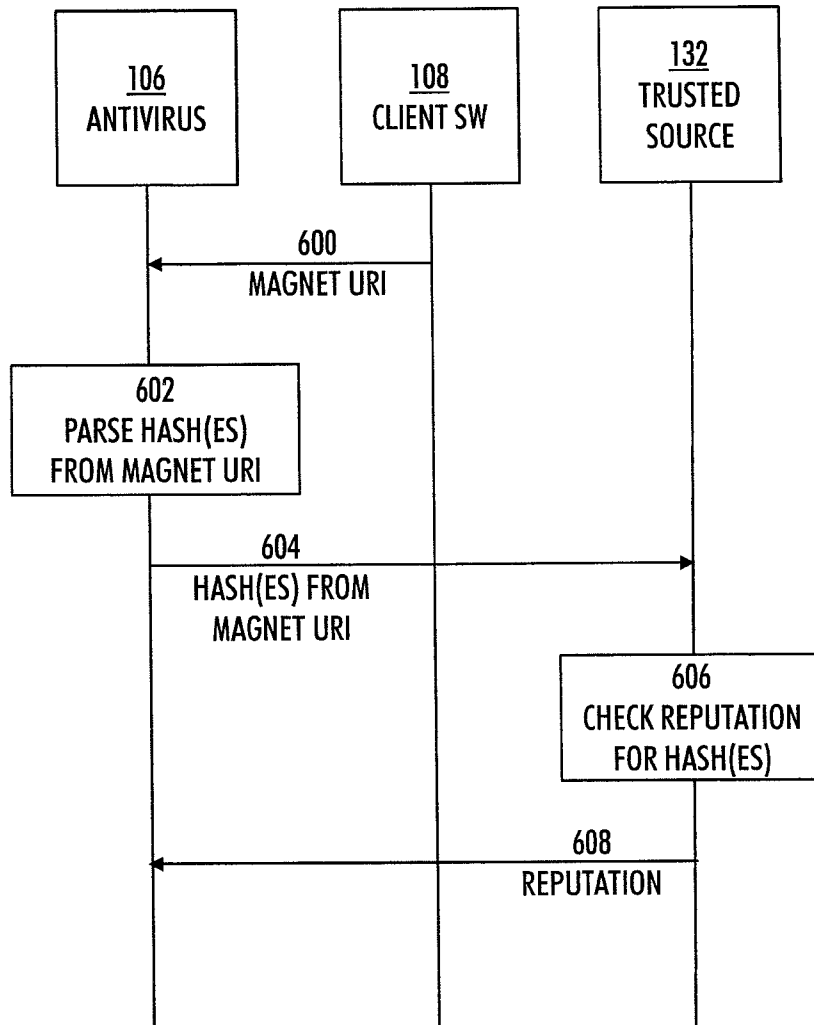 106
ANTIVIRUS
108
CLIENT SW
132
TRUSTED
SOURCE
600
MAGNET URI
602
PARSE HASH(ES)
FROM MAGNET URI
604
HASH(ES) FROM
MAGNET URI
606
CHECK REPUTATION
FOR HASH(ES)
608
REPUTATION